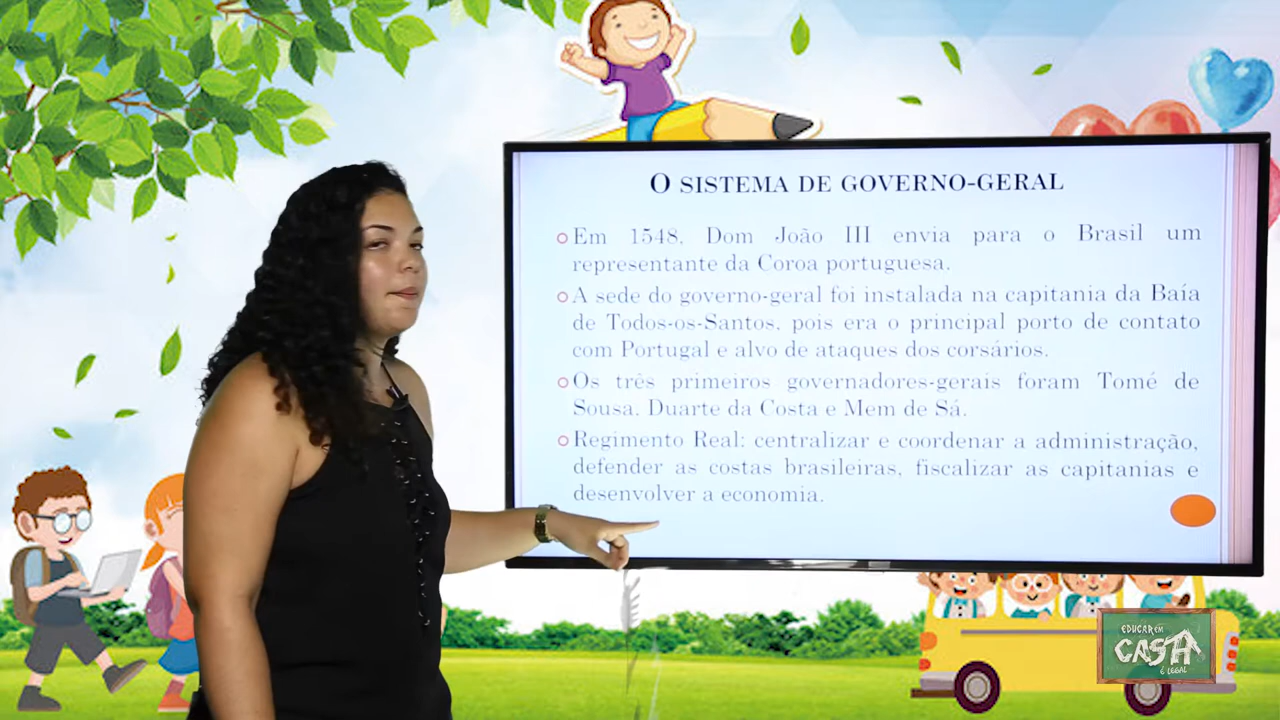 O SISTEMA DE GOVERNO-GERAL
Em 1548, Dom João III envia para o Brasil um
representante da Coroa portuguesa.
A sede do governo-geral foi instalada na capitania da Baía
de Todos-os-Santos, pois era o principal porto de contato
com Portugal e alvo de ataques dos corsários.
Os três primeiros governadores-gerais foram Tomé de
Sousa, Duarte da Costa e Mem de Sá.
Regimento Real: centralizar e coordenar a administração,
defender as costas brasileiras, fiscalizar as capitanias e
desenvolver a economia.
EDUCAR EM
CASA
É LEGAL